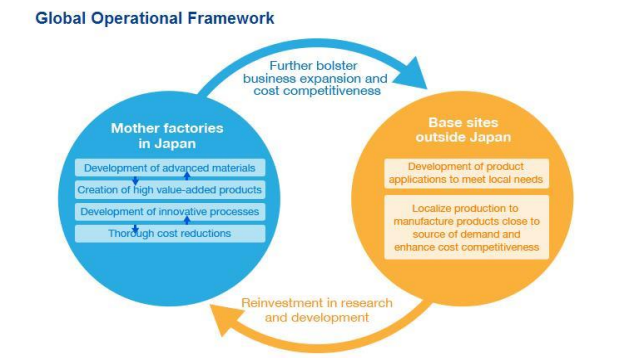 Global Operational Framework
Further bolster
business expansion and
cost competitiveness
Mother factories
in Japan
Development of advanced materials
Creation of high value-added products
Development of innovative processes
Thorough cost reductions
Base sites
outside Japan
Development of product
applications to meet local needs
Localize production to
manufacture products close to
source of demand and
enhance cost competitiveness
Reinvestment in research
and development